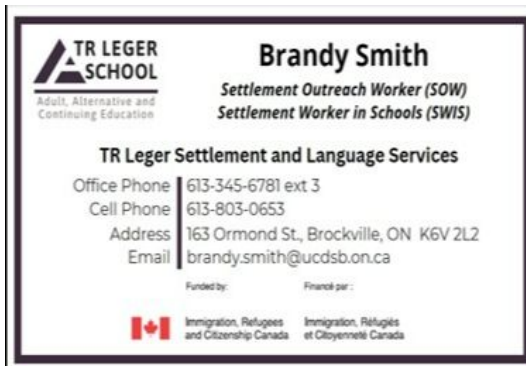 TR LEGER
SCHOOL
Adult, Alternative and
Continuing Education
Brandy Smith
Settlement Outreach Worker (SOW)
Settlement Worker in Schools (SWIS)
TR Leger Settlement and Language Services
Office Phone 613-345-6781 ext 3
Cell Phone 613-803-0653
Address 163 Ormond St., Brockville, ON K6V 2L2
Email brandy.smith@ucdsb.on.ca
Funded by: Financé par :
Immigration, Refugees Immigration, Réfugiés
and Citizenship Canada et Citoyenneté Canada